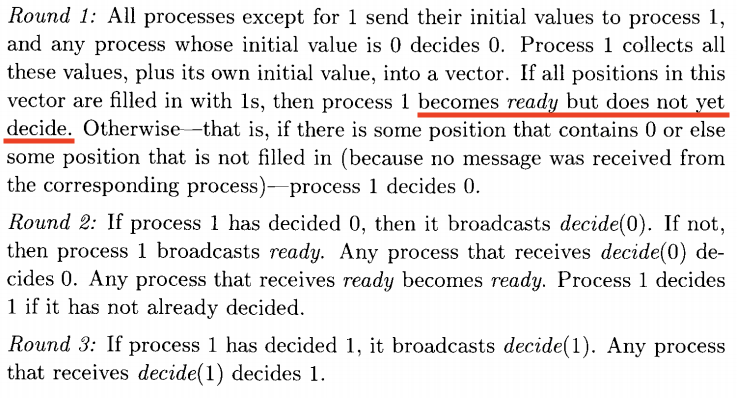 Round 1: All processes except for 1 send their initial values to process 1,
and any process whose initial value is 0 decides 0. Process 1 collects all
these values, plus its own initial value, into a vector. If all positions in this
vector are filled in with 1s, then process 1 becomes ready but does not yet
decide. Otherwise—that is, if there is some position that contains 0 or else
some position that is not filled in (because no message was received from
the corresponding process)—process 1 decides 0.
Round 2: If process 1 has decided 0, then it broadcasts decide(0). If not,
then process 1 broadcasts ready. Any process that receives decide(0) de-
cides 0. Any process that receives ready becomes ready. Process 1 decides
1 if it has not already decided.
Round 3: If process 1 has decided 1, it broadcasts decide(1). Any process
that receives decide(1) decides 1.